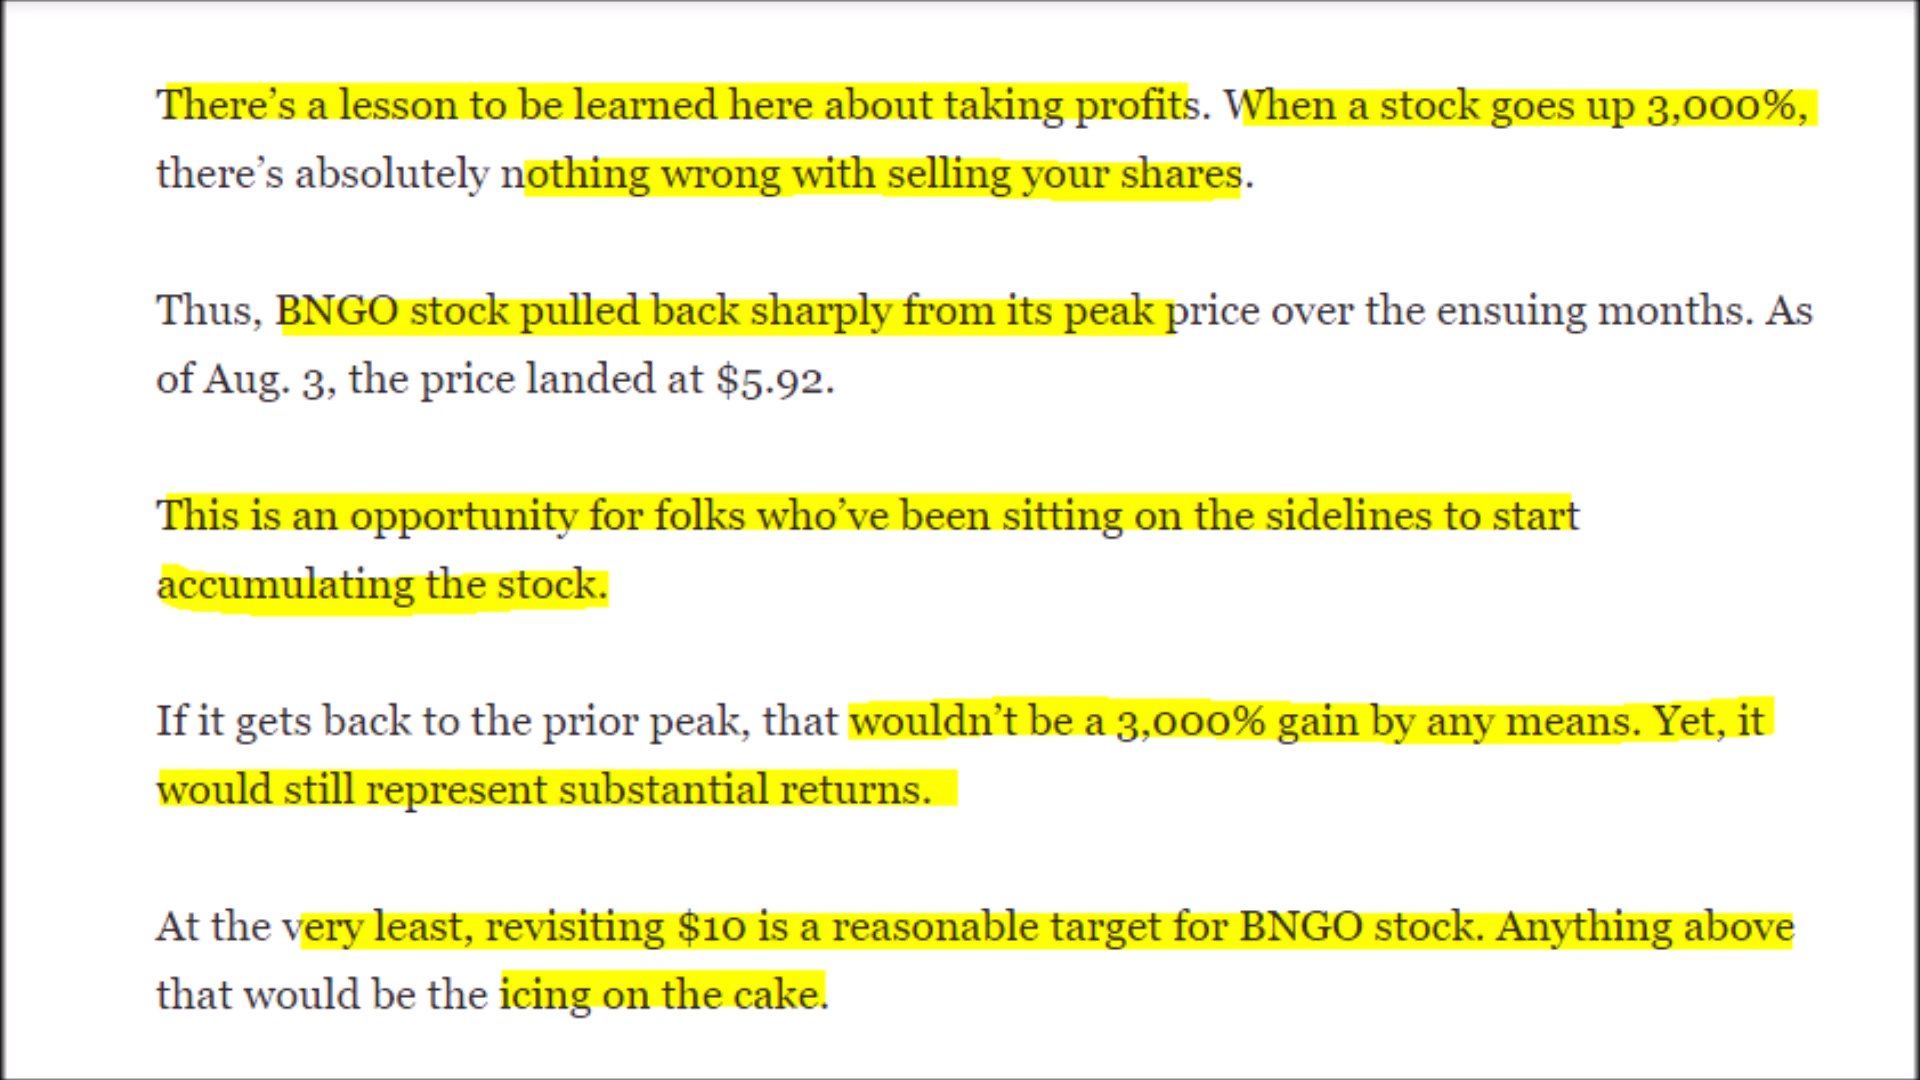 There’s a lesson to be learned here about taking profits. When a stock goes up 3,000%,
there’s absolutely nothing wrong with selling your shares.
Thus, BNGO stock pulled back sharply from its peak price over the ensuing months. As
of Aug. 3, the price landed at $5.92.
This is an opportunity for folks who’ve been sitting on the sidelines to start
accumulating the stock.
If it gets back to the prior peak, that wouldn’t be a 3,000% gain by any means. Yet, it
would still represent substantial returns.
At the very least, revisiting $10 is a reasonable target for BNGO stock. Anything above
that would be the icing on the cake.